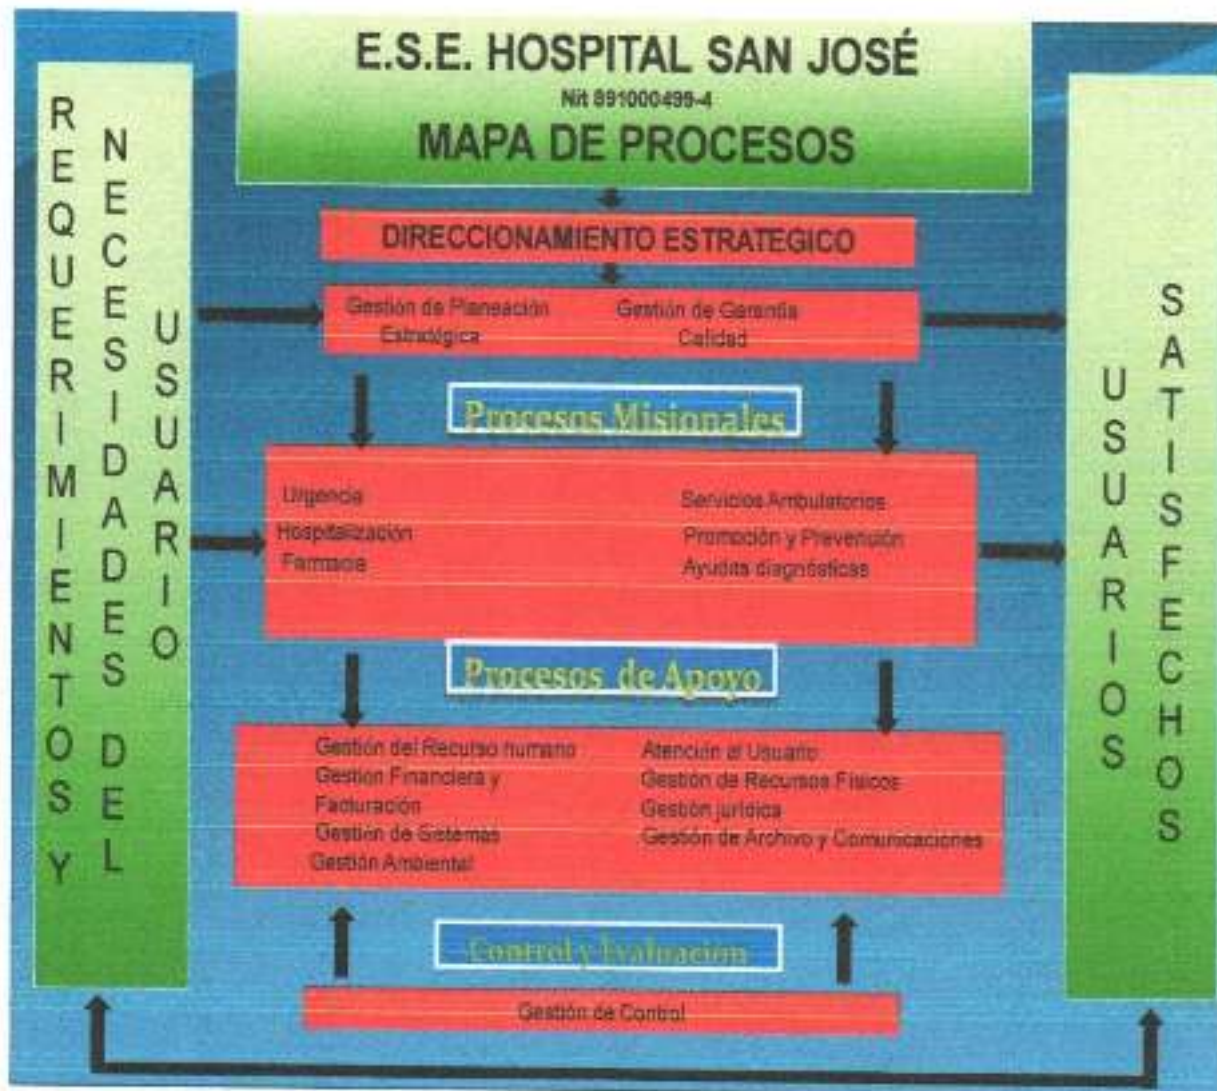 E.S.E. HOSPITAL SAN JOSÉ
Nit 891000499-4
MAPA DE PROCESOS
REQUERIMIENTOS Y
NECESIDADES DEL
USUARIO
DIRECCIONAMIENTO ESTRATEGICO
Gestión de Planeación
Estratégica
Gestión de Garantía
Calidad
Procesos Misionales
Urgencia
Hospitalización
Farmacia
Servicios Ambulatorios
Promoción y Prevención
Ayudas diagnósticas
Procesos de Apoyo
Gestión del Recurso humano
Gestión Financiera y
Facturación
Gestión de Sistemas
Gestión Ambiental
Atención al Usuario
Gestión de Recursos Físicos
Gestión jurídica
Gestión de Archivo y Comunicaciones
Control y Evaluación
Gestión de Control
USUARIOS
SATISFECHOS